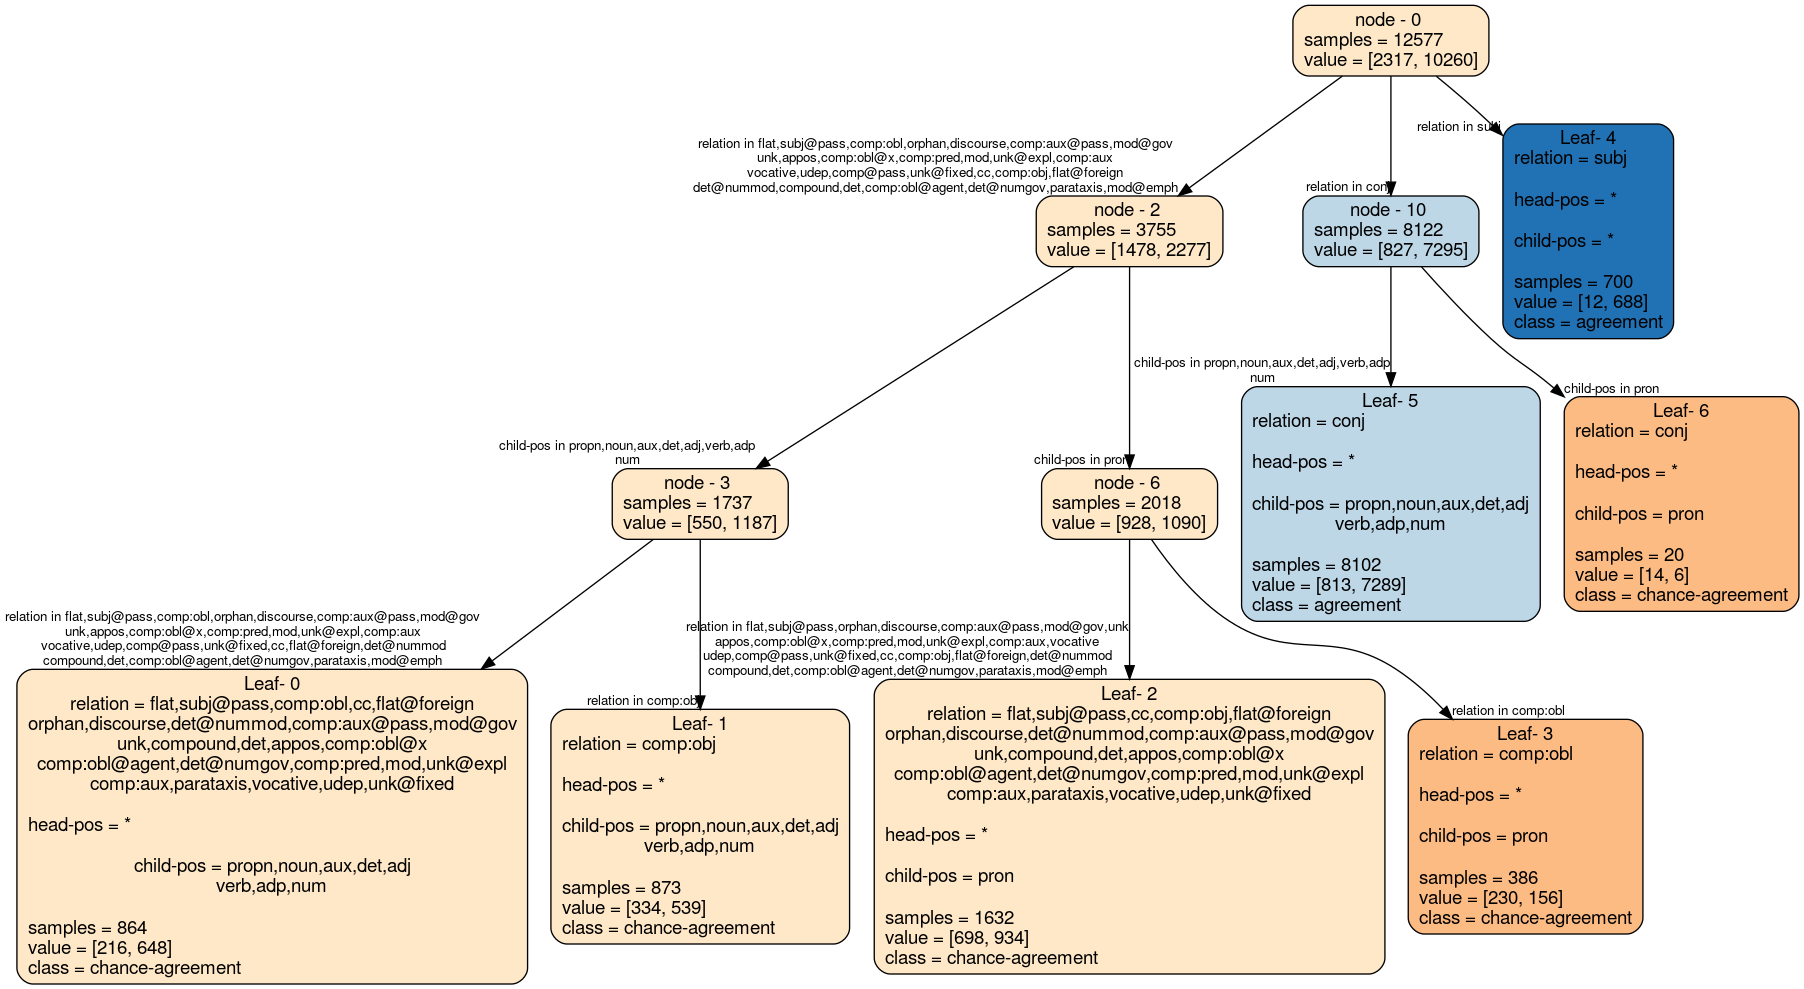 node - 0
samples = 12577
value = [2317, 10260]
relation in flat,subj@pass,comp:obl,orphan,discourse,comp:aux@pass,mod@gov
unk,appos,comp:obl@x,comp:pred,mod,unk@expl,comp:aux
vocative,udep,comp@pass,unk@fixed,cc,comp:obj,flat@foreign
det@nummod,compound,det,comp:obl@agent,det@numgov,parataxis,mod@emph
relation in conj
relation in subj
node - 2
samples = 3755
value = [1478, 2277]
node - 10
samples = 8122
value = [827, 7295]
Leaf- 4
relation = subj
head-pos = *
child-pos = *
samples = 700
value = [12, 688]
class = agreement
child-pos in propn,noun,aux,det,adj,verb,adp
num
child-pos in pron
child-pos in propn,noun,aux,det,adj,verb,adp
num
child-pos in pron
node - 3
samples = 1737
value = [550, 1187]
node - 6
samples = 2018
value = [928, 1090]
Leaf- 5
relation = conj
head-pos = *
child-pos = propn,noun,aux,det,adj
verb,adp,num
samples = 8102
value = [813, 7289]
class = agreement
Leaf- 6
relation = conj
head-pos = *
child-pos = pron
samples = 20
value = [14, 6]
class = chance-agreement
relation in flat,subj@pass,comp:obl,orphan,discourse,comp:aux@pass,mod@gov
unk,appos,comp:obl@x,comp:pred,mod,unk@expl,comp:aux
vocative,udep,comp@pass,unk@fixed,cc,flat@foreign,det@nummod
compound,det,comp:obl@agent,det@numgov,parataxis,mod@emph
relation in comp:obj
relation in flat,subj@pass,orphan,discourse,comp:aux@pass,mod@gov,unk
appos,comp:obl@x,comp:pred,mod,unk@expl,comp:aux,vocative
udep,comp@pass,unk@fixed,cc,comp:obj,flat@foreign,det@nummod
compound,det,comp:obl@agent,det@numgov,parataxis,mod@emph
relation in comp:obl
Leaf- 0
relation = flat,subj@pass,comp:obl,cc,flat@foreign
orphan,discourse,det@nummod,comp:aux@pass,mod@gov
unk,compound,det,appos,comp:obl@x
comp:obl@agent,det@numgov,comp:pred,mod,unk@expl
comp:aux,parataxis,vocative,udep,unk@fixed
head-pos = *
child-pos = propn,noun,aux,det,adj
verb,adp,num
samples = 864
value = [216, 648]
class = chance-agreement
Leaf- 1
relation = comp:obj
head-pos = *
child-pos = propn,noun,aux,det,adj
verb,adp,num
samples = 873
value = [334, 539]
class = chance-agreement
Leaf- 2
relation = flat,subj@pass,cc,comp:obj,flat@foreign
orphan,discourse,det@nummod,comp:aux@pass,mod@gov
unk,compound,det,appos,comp:obl@x
comp:obl@agent,det@numgov,comp:pred,mod,unk@expl
comp:aux,parataxis,vocative,udep,unk@fixed
head-pos = *
child-pos = pron
samples = 1632
value = [698, 934]
class = chance-agreement
Leaf- 3
relation = comp:obl
head-pos = *
child-pos = pron
samples = 386
value = [230, 156]
class = chance-agreement